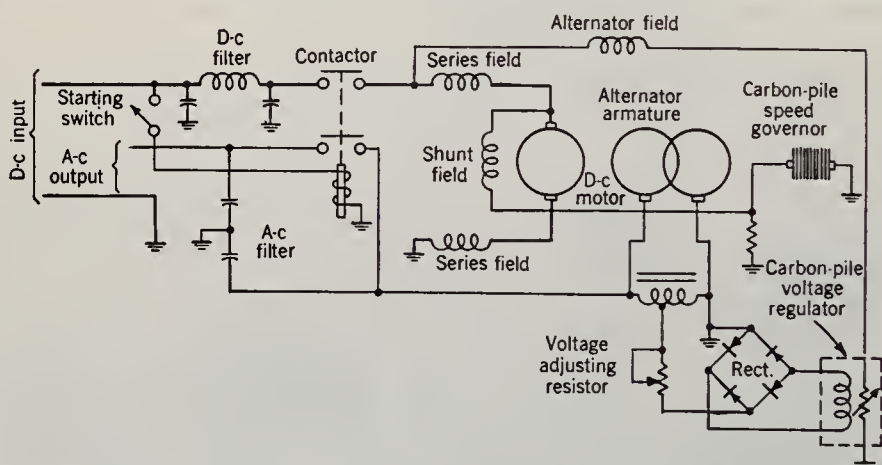 Alternator field
D-c
filter
Contactor
Series field
Carbon-pile
speed
governor
Alternator
armature
Starting
switch
D-c input
A-c
output
Shunt
field
D-c
motor
A-c
filter
Series field
Carbon-pile
voltage
regulator
Voltage
adjusting
resistor
Rect.